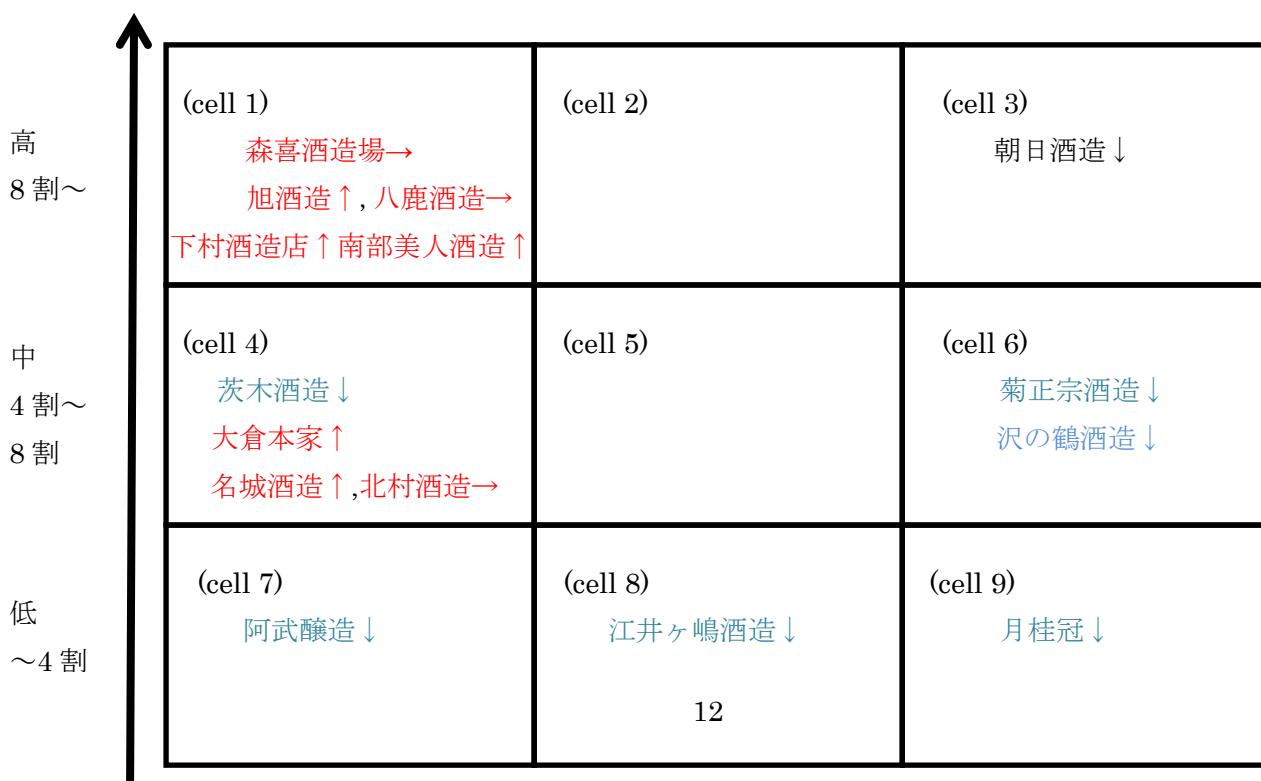 高
8割～
(cell 1)
森喜酒造場→
旭酒造↑, 八鹿酒造→
下村酒造店↑南部美人酒造↑
(cell 2)
(cell 3)
朝日酒造↓
中
4割～
8割
(cell 4)
茨木酒造↓
大倉本家↑
名城酒造↑,北村酒造→
(cell 5)
(cell 6)
菊正宗酒造↓
沢の鶴酒造↓
低
～4割
(cell 7)
阿武醸造↓
(cell 8)
江井ヶ嶋酒造↓
12
(cell 9)
月桂冠↓